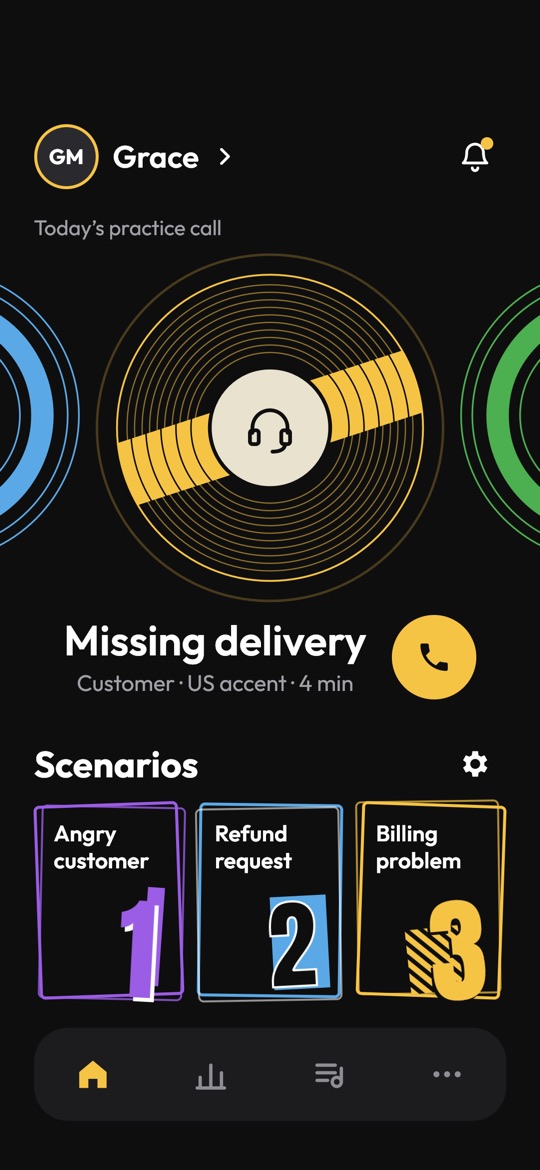 GM
Grace
Today’s practice call
Missing delivery
Customer · US accent · 4 min
Scenarios
Angry
customer
1
Refund
request
2
Billing
problem
3